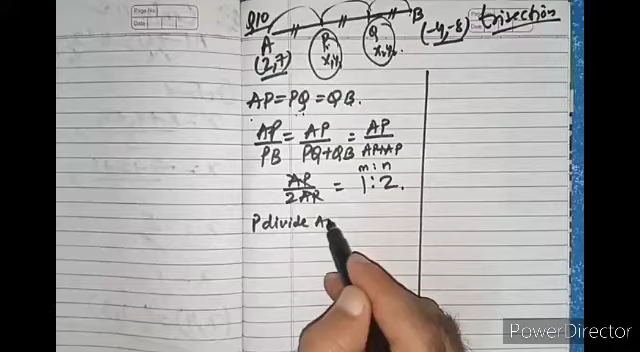 Page No.
Date
Q10
trisection
A P Q B
(2,7) x,y, x₂y₂ (-4,-8)
AP=PQ=QB.
AP/PB = AP/PQ+QB = AP/AP+AP
m : n
AP/2AP = 1:2.
P divide A
PowerDirector